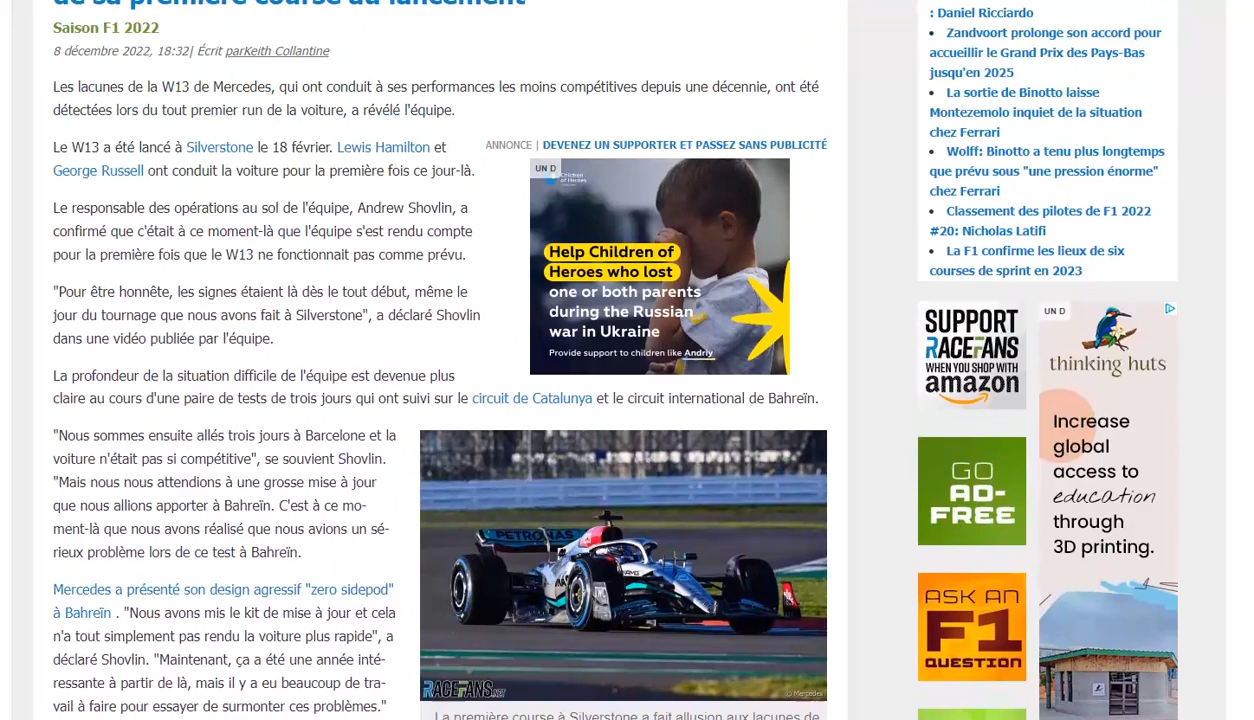 de sa première course au lancement
Saison F1 2022
8 décembre 2022, 18:32| Écrit parKeith Collantine
Les lacunes de la W13 de Mercedes, qui ont conduit à ses performances les moins compétitives depuis une décennie, ont été
détectées lors du tout premier run de la voiture, a révélé l'équipe.
ANNONCE | DEVENEZ UN SUPPORTER ET PASSEZ SANS PUBLICITÉ
Le W13 a été lancé à Silverstone le 18 février. Lewis Hamilton et
George Russell ont conduit la voiture pour la première fois ce jour-là.
Le responsable des opérations au sol de l'équipe, Andrew Shovlin, a
confirmé que c'était à ce moment-là que l'équipe s'est rendu compte
pour la première fois que le W13 ne fonctionnait pas comme prévu.
"Pour être honnête, les signes étaient là dès le tout début, même le
jour du tournage que nous avons fait à Silverstone", a déclaré Shovlin
dans une vidéo publiée par l'équipe.
La profondeur de la situation difficile de l'équipe est devenue plus
claire au cours d'une paire de tests de trois jours qui ont suivi sur le circuit de Catalunya et le circuit international de Bahreïn.
"Nous sommes ensuite allés trois jours à Barcelone et la
voiture n'était pas si compétitive", se souvient Shovlin.
"Mais nous nous attendions à une grosse mise à jour
que nous allions apporter à Bahreïn. C'est à ce mo-
ment-là que nous avons réalisé que nous avions un sé-
rieux problème lors de ce test à Bahreïn.
Mercedes a présenté son design agressif "zero sidepod"
à Bahreïn . "Nous avons mis le kit de mise à jour et cela
n'a tout simplement pas rendu la voiture plus rapide", a
déclaré Shovlin. "Maintenant, ça a été une année inté-
ressante à partir de là, mais il y a eu beaucoup de tra-
vail à faire pour essayer de surmonter ces problèmes."
UN D
Children
of Heroes
Help Children of
Heroes who lost
one or both parents
during the Russian
war in Ukraine
Provide support to children like Andriy
PETRONAS
RACEFANS.NET
© Mercedes
La première course à Silverstone a fait allusion aux lacunes de
: Daniel Ricciardo
• Zandvoort prolonge son accord pour
accueillir le Grand Prix des Pays-Bas
jusqu'en 2025
• La sortie de Binotto laisse
Montezemolo inquiet de la situation
chez Ferrari
• Wolff: Binotto a tenu plus longtemps
que prévu sous "une pression énorme"
chez Ferrari
• Classement des pilotes de F1 2022
#20: Nicholas Latifi
• La F1 confirme les lieux de six
courses de sprint en 2023
SUPPORT
RACEFANS
WHEN YOU SHOP WITH
amazon
GO
AD-
FREE
ASK AN
F1
QUESTION
UN D
thinking huts
Increase
global
access to
education
through
3D printing.